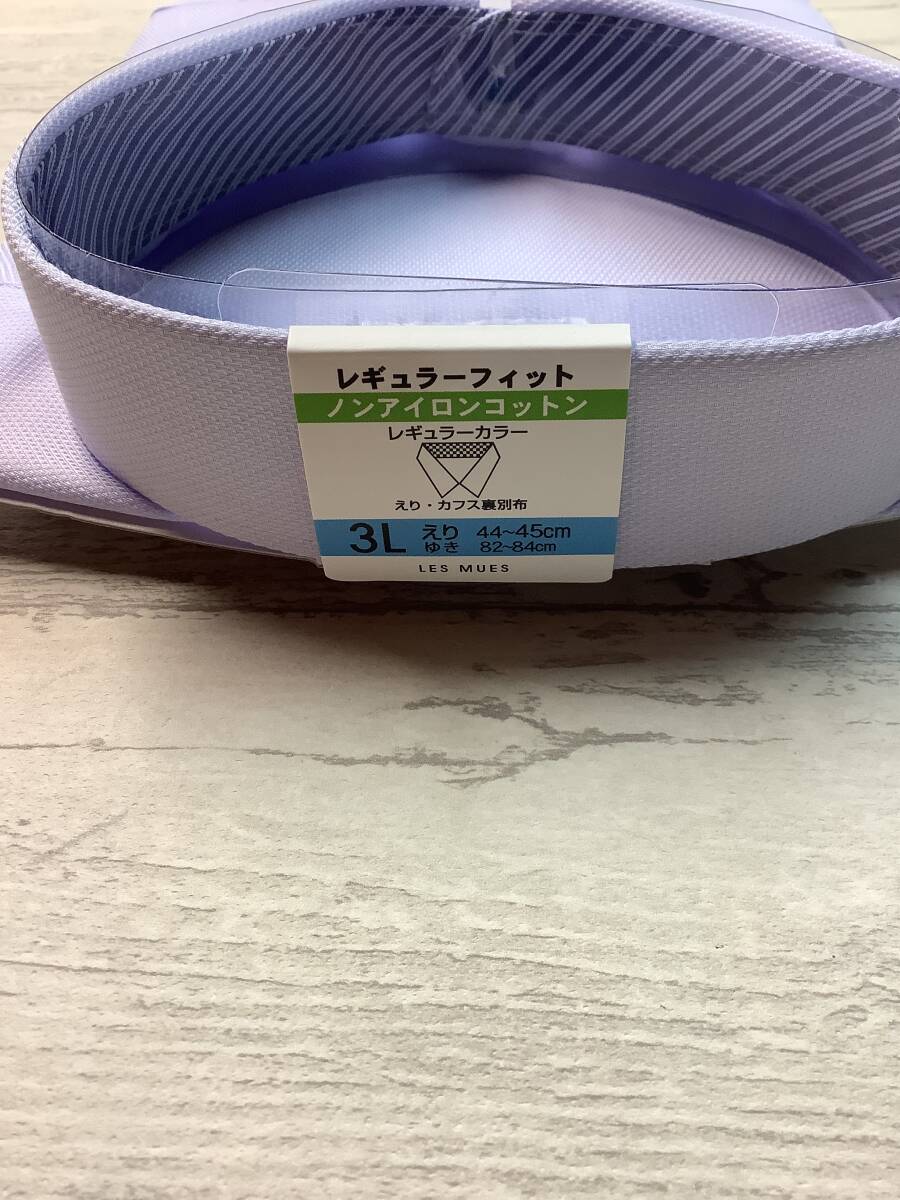 レギュラーフィット
ノンアイロンコットン
レギュラーカラー
えり・カフス裏別布
3L えり 44~45cm
ゆき 82~84cm
LES MUES